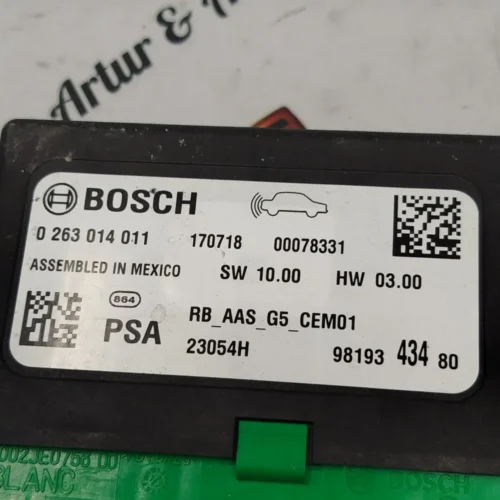 Artur &
BOSCH
0 263 014 011 170718 00078331
ASSEMBLED IN MEXICO SW 10.00 HW 03.00
864
PSA RB_AAS_G5_CEM01
23054H 98193 434 80
BOSCH
BLANC